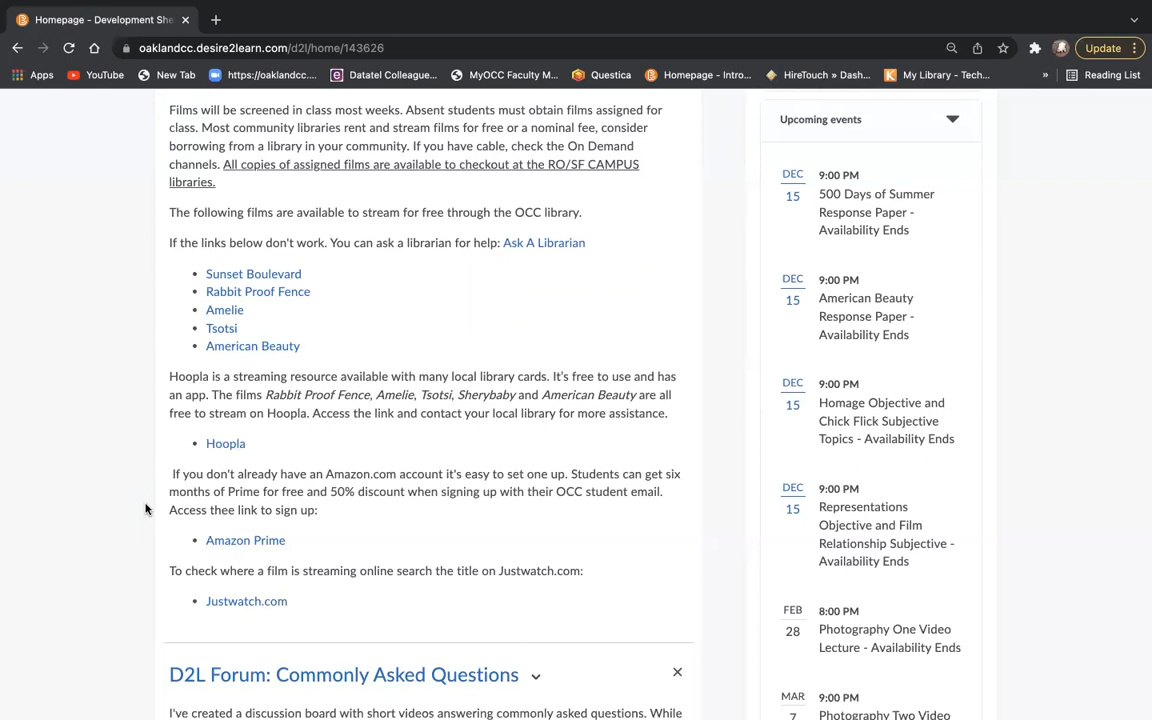 Homepage - Development She
oaklandcc.desire2learn.com/d2l/home/143626
Update
Apps
YouTube
New Tab
https://oaklandcc....
Datatel Colleague...
MyOCC Faculty M...
Questica
Homepage - Intro...
HireTouch » Dash...
My Library - Tech...
»
Reading List
Films will be screened in class most weeks. Absent students must obtain films assigned for
class. Most community libraries rent and stream films for free or a nominal fee, consider
borrowing from a library in your community. If you have cable, check the On Demand
channels. All copies of assigned films are available to checkout at the RO/SF CAMPUS
libraries.
The following films are available to stream for free through the OCC library.
If the links below don't work. You can ask a librarian for help: Ask A Librarian
• Sunset Boulevard
• Rabbit Proof Fence
• Amelie
• Tsotsi
• American Beauty
Hoopla is a streaming resource available with many local library cards. It's free to use and has
an app. The films Rabbit Proof Fence, Amelie, Tsotsi, Sherybaby and American Beauty are all
free to stream on Hoopla. Access the link and contact your local library for more assistance.
• Hoopla
If you don't already have an Amazon.com account it's easy to set one up. Students can get six
months of Prime for free and 50% discount when signing up with their OCC student email.
Access thee link to sign up:
• Amazon Prime
To check where a film is streaming online search the title on Justwatch.com:
• Justwatch.com
D2L Forum: Commonly Asked Questions
I've created a discussion board with short videos answering commonly asked questions. While
Upcoming events
DEC
15
9:00 PM
500 Days of Summer
Response Paper -
Availability Ends
DEC
15
9:00 PM
American Beauty
Response Paper -
Availability Ends
DEC
15
9:00 PM
Homage Objective and
Chick Flick Subjective
Topics - Availability Ends
DEC
15
9:00 PM
Representations
Objective and Film
Relationship Subjective -
Availability Ends
FEB
28
8:00 PM
Photography One Video
Lecture - Availability Ends
MAR
7
9:00 PM
Photography Two Video